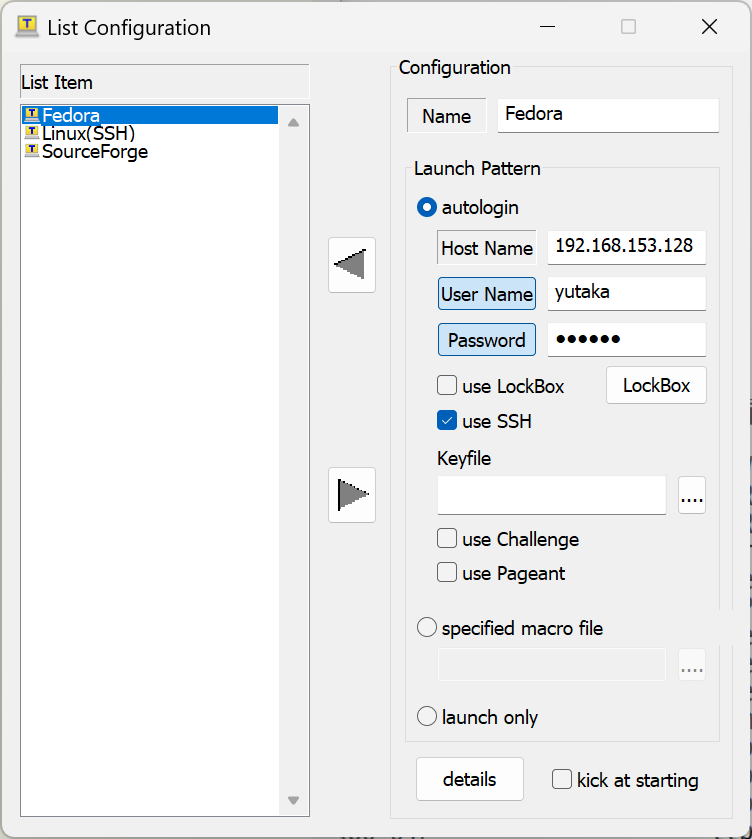 List Configuration
List Item
Fedora
Linux(SSH)
SourceForge
Configuration
Name
Fedora
Launch Pattern
autologin
Host Name
192.168.153.128
User Name
yutaka
Password
●●●●●●
use LockBox
LockBox
use SSH
Keyfile
....
use Challenge
use Pageant
specified macro file
....
launch only
details
kick at starting